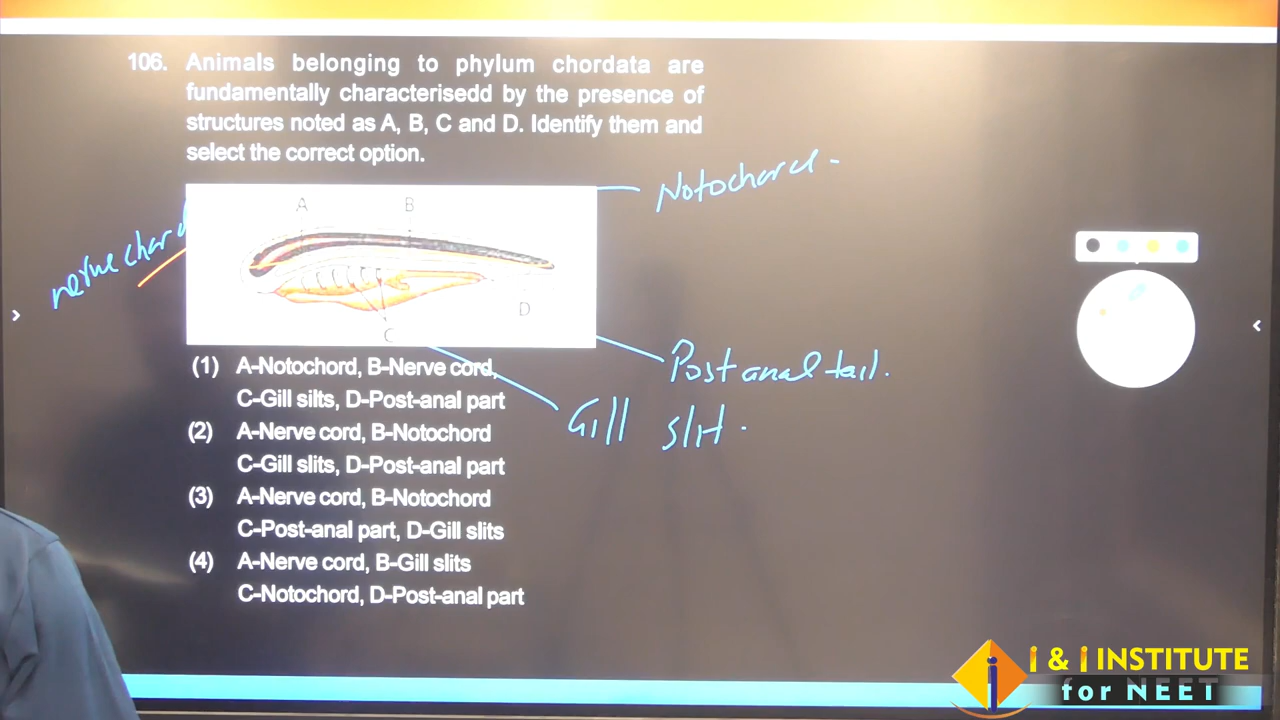 106. Animals belonging to phylum chordata are
fundamentally characterisedd by the presence of
structures noted as A, B, C and D. Identify them and
select the correct option.
Notochord -
A B
nerve chord
D
C
(1) A-Notochord, B-Nerve cord,
C-Gill silts, D-Post-anal part
Post anal tail.
(2) A-Nerve cord, B-Notochord
C-Gill slits, D-Post-anal part
Gill slit .
(3) A-Nerve cord, B-Notochord
C-Post-anal part, D-Gill slits
(4) A-Nerve cord, B-Gill slits
C-Notochord, D-Post-anal part
i & i INSTITUTE
for NEET